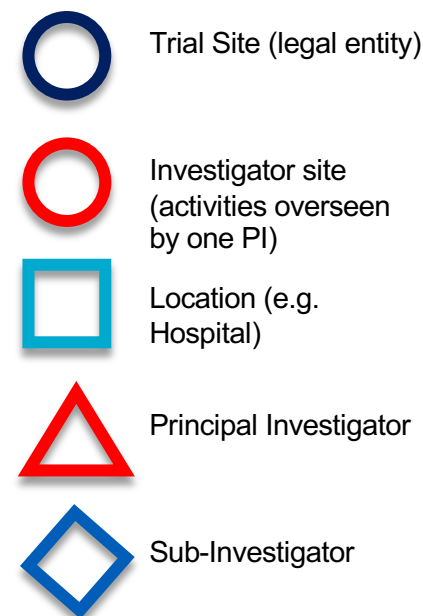 Trial Site (legal entity)
Investigator site
(activities overseen
by one PI)
Location (e.g.
Hospital)
Principal Investigator
Sub-Investigator